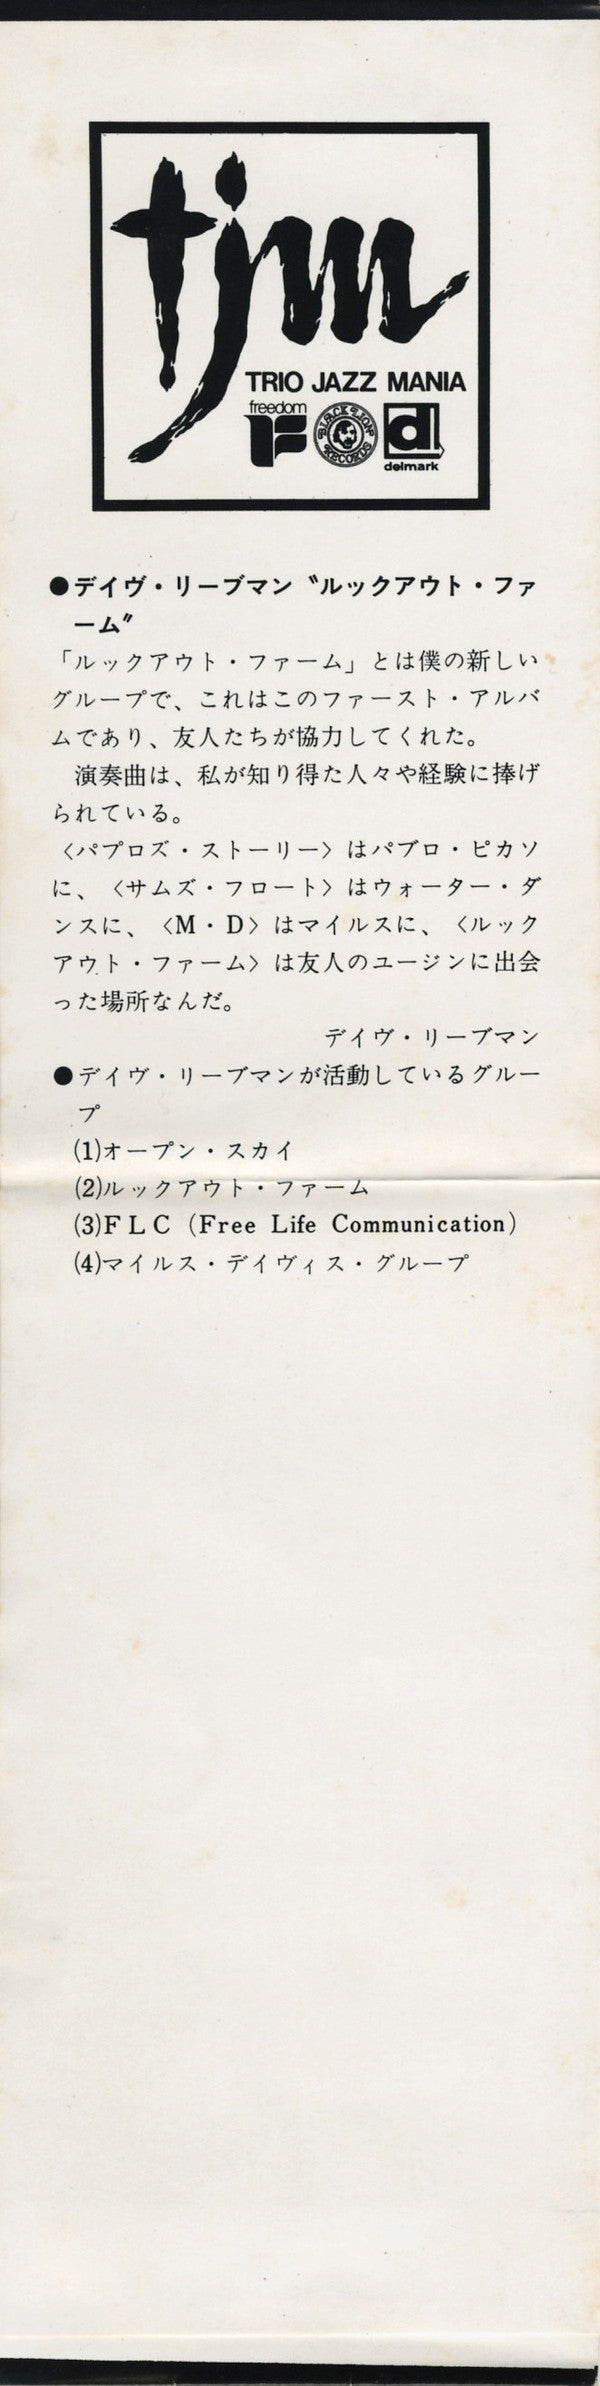 tjm
TRIO JAZZ MANIA
freedom
BLACK LION RECORDS
d
delmark
●デイヴ・リーブマン〝ルックアウト・ファ
ーム〞
「ルックアウト・ファーム」とは僕の新しい
グループで、これはこのファースト・アルバ
ムであり、友人たちが協力してくれた。
演奏曲は、私が知り得た人々や経験に捧げ
られている。
〈パブロズ・ストーリー〉はパブロ・ピカソ
に、〈サムズ・フロート〉はウォーター・ダ
ンスに、〈M・D〉はマイルスに、〈ルック
アウト・ファーム〉は友人のユージンに出会
った場所なんだ。
デイヴ・リーブマン
●デイヴ・リーブマンが活動しているグルー
プ
(1)オープン・スカイ
(2)ルックアウト・ファーム
(3)FLC（Free Life Communication）
(4)マイルス・デイヴィス・グループ